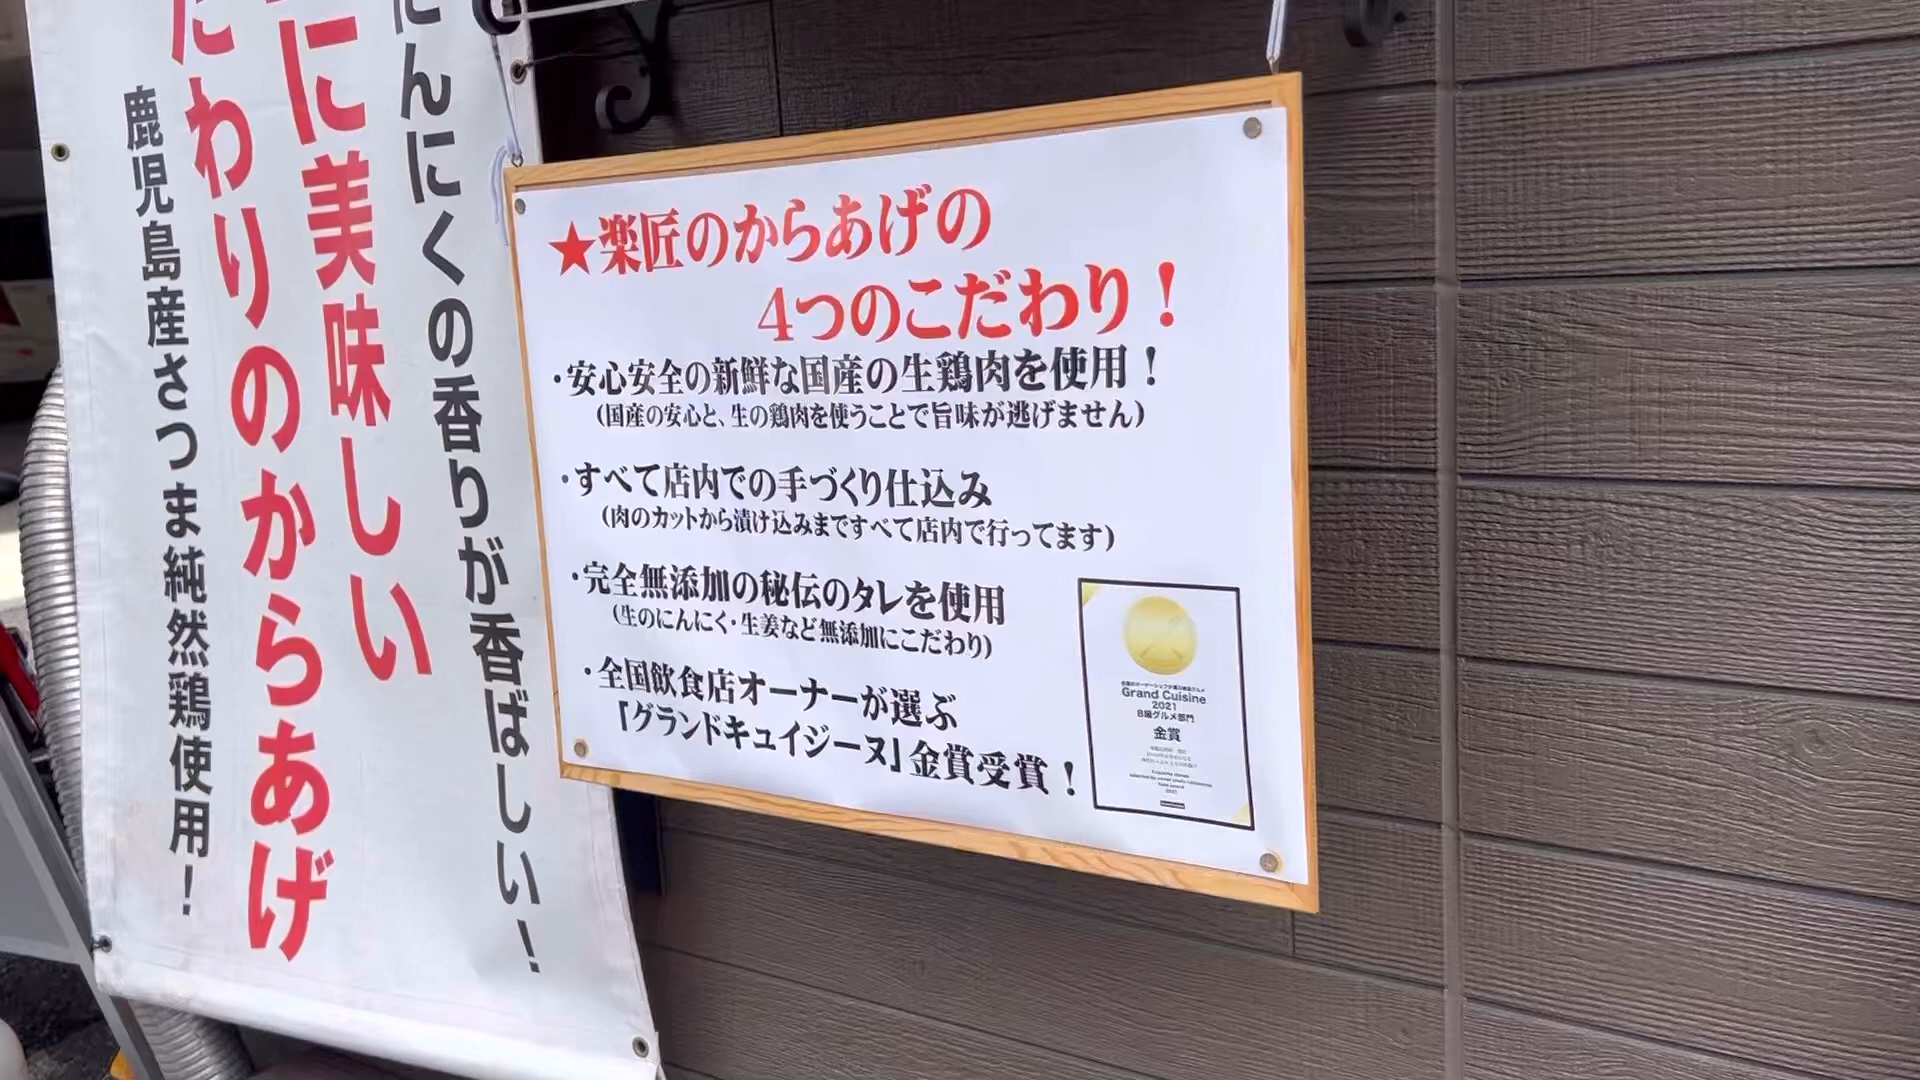 にんにくの香りが香ばしい！
に美味しい
だわりのからあげ
鹿児島産さつま純然鶏使用！
★楽匠のからあげの
4つのこだわり！
・安心安全の新鮮な国産の生鶏肉を使用！
（国産の安心と、生の鶏肉を使うことで旨味が逃げません）
・すべて店内での手づくり仕込み
（肉のカットから漬け込みまですべて店内で行ってます）
・完全無添加の秘伝のタレを使用
（生のにんにく・生姜など無添加にこだわり）
・全国飲食店オーナーが選ぶ
「グランドキュイジーヌ」金賞受賞！
Grand Cuisine
2021
B級グルメ部門
金賞